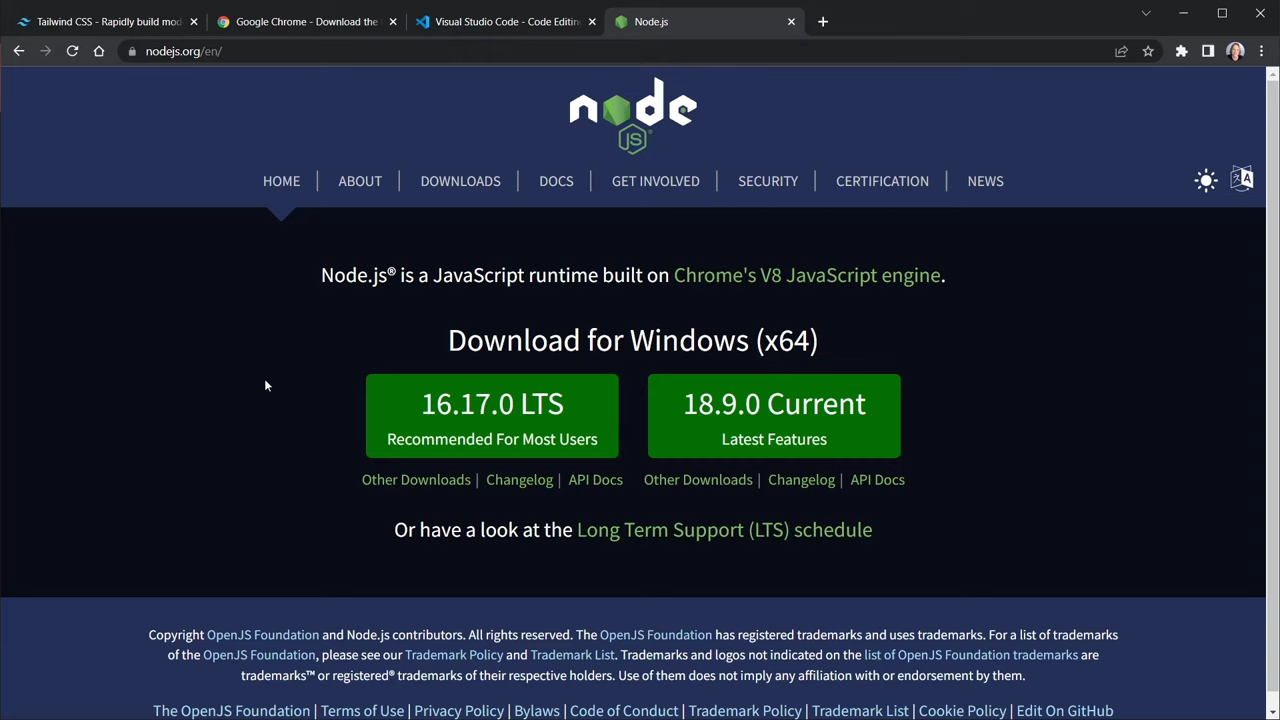 Tailwind CSS - Rapidly build mod
Google Chrome - Download the
Visual Studio Code - Code Editin
Node.js
nodejs.org/en/
node
JS
HOME | ABOUT | DOWNLOADS | DOCS | GET INVOLVED | SECURITY | CERTIFICATION | NEWS
Node.js® is a JavaScript runtime built on Chrome's V8 JavaScript engine.
Download for Windows (x64)
16.17.0 LTS
Recommended For Most Users
18.9.0 Current
Latest Features
Other Downloads | Changelog | API Docs
Other Downloads | Changelog | API Docs
Or have a look at the Long Term Support (LTS) schedule
Copyright OpenJS Foundation and Node.js contributors. All rights reserved. The OpenJS Foundation has registered trademarks and uses trademarks. For a list of trademarks
of the OpenJS Foundation, please see our Trademark Policy and Trademark List. Trademarks and logos not indicated on the list of OpenJS Foundation trademarks are
trademarks™ or registered® trademarks of their respective holders. Use of them does not imply any affiliation with or endorsement by them.
The OpenJS Foundation | Terms of Use | Privacy Policy | Bylaws | Code of Conduct | Trademark Policy | Trademark List | Cookie Policy | Edit On GitHub